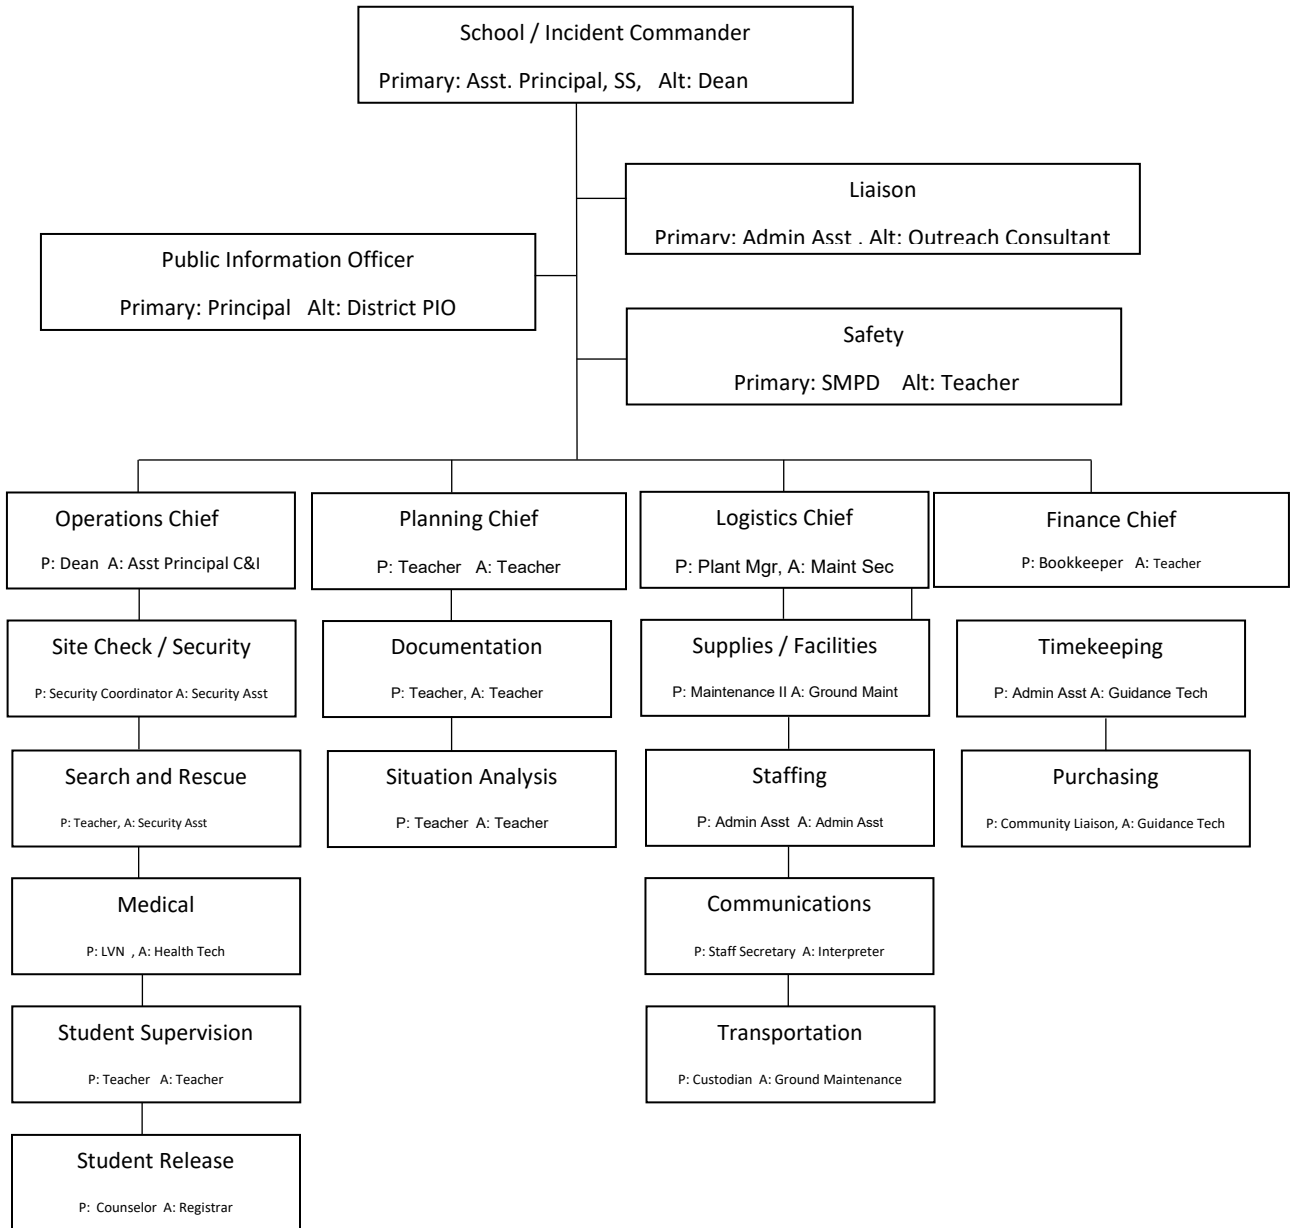 School / Incident Commander
Primary: Asst. Principal, SS, Alt: Dean
Liaison
Primary: Admin Asst . Alt: Outreach Consultant
Public Information Officer
Primary: Principal Alt: District PIO
Safety
Primary: SMPD Alt: Teacher
Operations Chief
P: Dean A: Asst Principal C&I
Planning Chief
P: Teacher A: Teacher
Logistics Chief
P: Plant Mgr, A: Maint Sec
Finance Chief
P: Bookkeeper A: Teacher
Site Check / Security
P: Security Coordinator A: Security Asst
Documentation
P: Teacher, A: Teacher
Supplies / Facilities
P: Maintenance II A: Ground Maint
Timekeeping
P: Admin Asst A: Guidance Tech
Search and Rescue
P: Teacher, A: Security Asst
Situation Analysis
P: Teacher A: Teacher
Staffing
P: Admin Asst A: Admin Asst
Purchasing
P: Community Liaison, A: Guidance Tech
Medical
P: LVN , A: Health Tech
Communications
P: Staff Secretary A: Interpreter
Student Supervision
P: Teacher A: Teacher
Transportation
P: Custodian A: Ground Maintenance
Student Release
P: Counselor A: Registrar